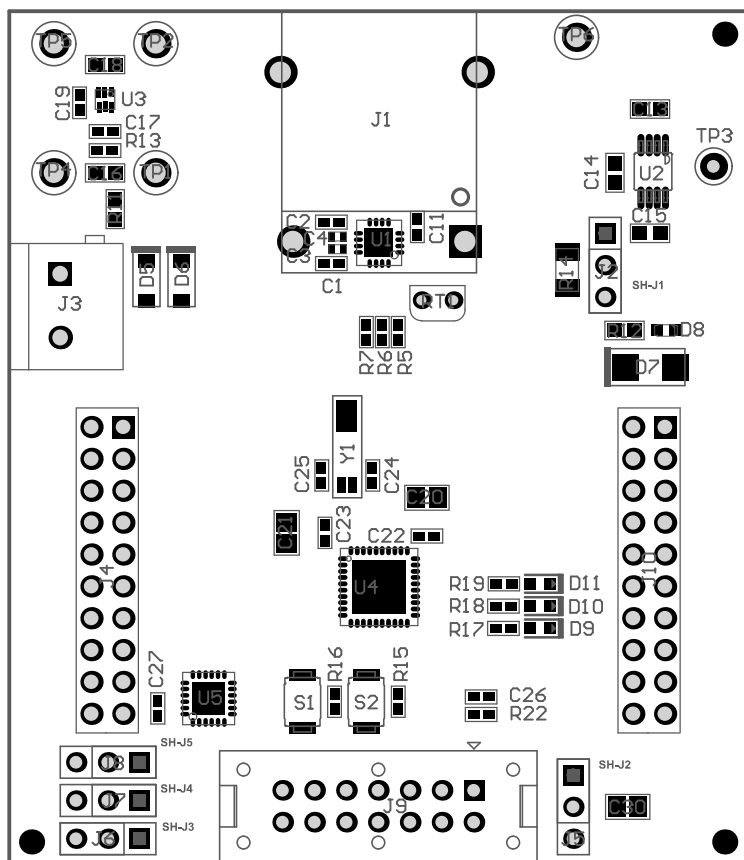 TP5
TP2
TP6
C18
C19
U3
C13
C17
J1
R13
TP3
TP4
C16
TP1
C14
U2
C2
C4
U1
C11
C15
C3
C1
D5
D6
J3
R14
J2
SH-J1
RT1
R7
R6
R5
R12
D8
D7
C25
Y1
C24
C20
C21
C23
C22
J4
J10
U4
R19
D11
R18
D10
R17
D9
C27
U5
S1
R16
S2
R15
C26
R22
SH-J5
J8
SH-J4
J7
SH-J3
J6
J9
SH-J2
C30
J5